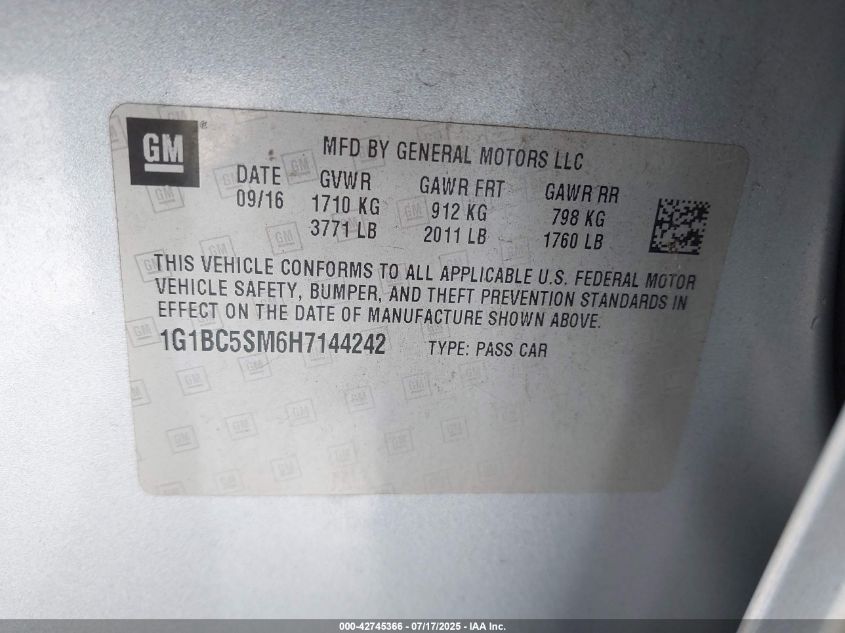 GM
MFD BY GENERAL MOTORS LLC
DATE GVWR GAWR FRT GAWR RR
09/16 1710 KG 912 KG 798 KG
3771 LB 2011 LB 1760 LB
THIS VEHICLE CONFORMS TO ALL APPLICABLE U.S. FEDERAL MOTOR
VEHICLE SAFETY, BUMPER, AND THEFT PREVENTION STANDARDS IN
EFFECT ON THE DATE OF MANUFACTURE SHOWN ABOVE.
1G1BC5SM6H7144242 TYPE: PASS CAR
000-42745366 - 07/17/2025 - IAA Inc.